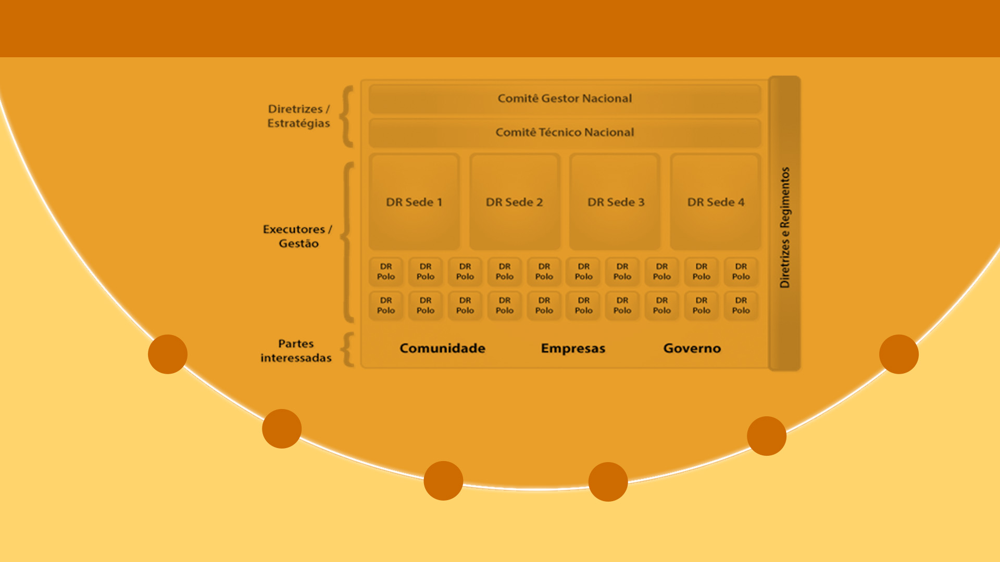 Diretrizes /
Estratégias
Comitê Gestor Nacional
Comitê Técnico Nacional
Executores /
Gestão
DR Sede 1
DR Sede 2
DR Sede 3
DR Sede 4
DR
Polo
DR
Polo
DR
Polo
DR
Polo
DR
Polo
DR
Polo
DR
Polo
DR
Polo
DR
Polo
DR
Polo
DR
Polo
DR
Polo
DR
Polo
DR
Polo
DR
Polo
DR
Polo
DR
Polo
DR
Polo
DR
Polo
DR
Polo
Partes
interessadas
Comunidade
Empresas
Governo
Diretrizes e Regimentos